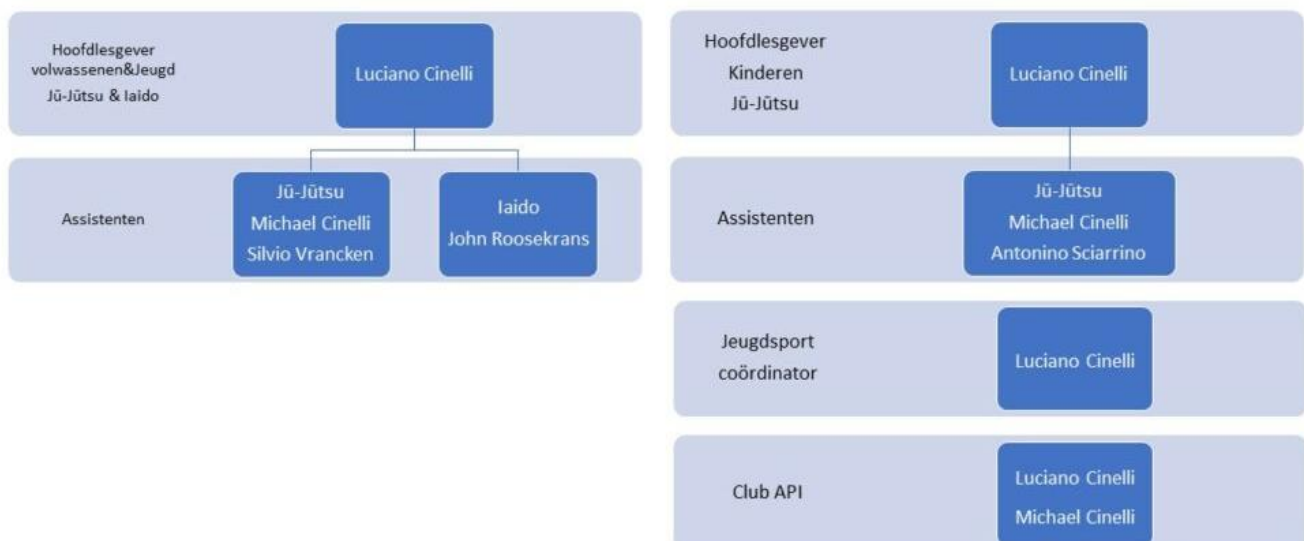 Hoofdlesgever
volwassenen&Jeugd
Jū-Jūtsu & Iaido
Luciano Cinelli
Assistenten
Jū-Jūtsu
Michael Cinelli
Silvio Vrancken
Iaido
John Roosekrans
Hoofdlesgever
Kinderen
Jū-Jūtsu
Luciano Cinelli
Assistenten
Jū-Jūtsu
Michael Cinelli
Antonino Sciarrino
Jeugdsport
coördinator
Luciano Cinelli
Club API
Luciano Cinelli
Michael Cinelli